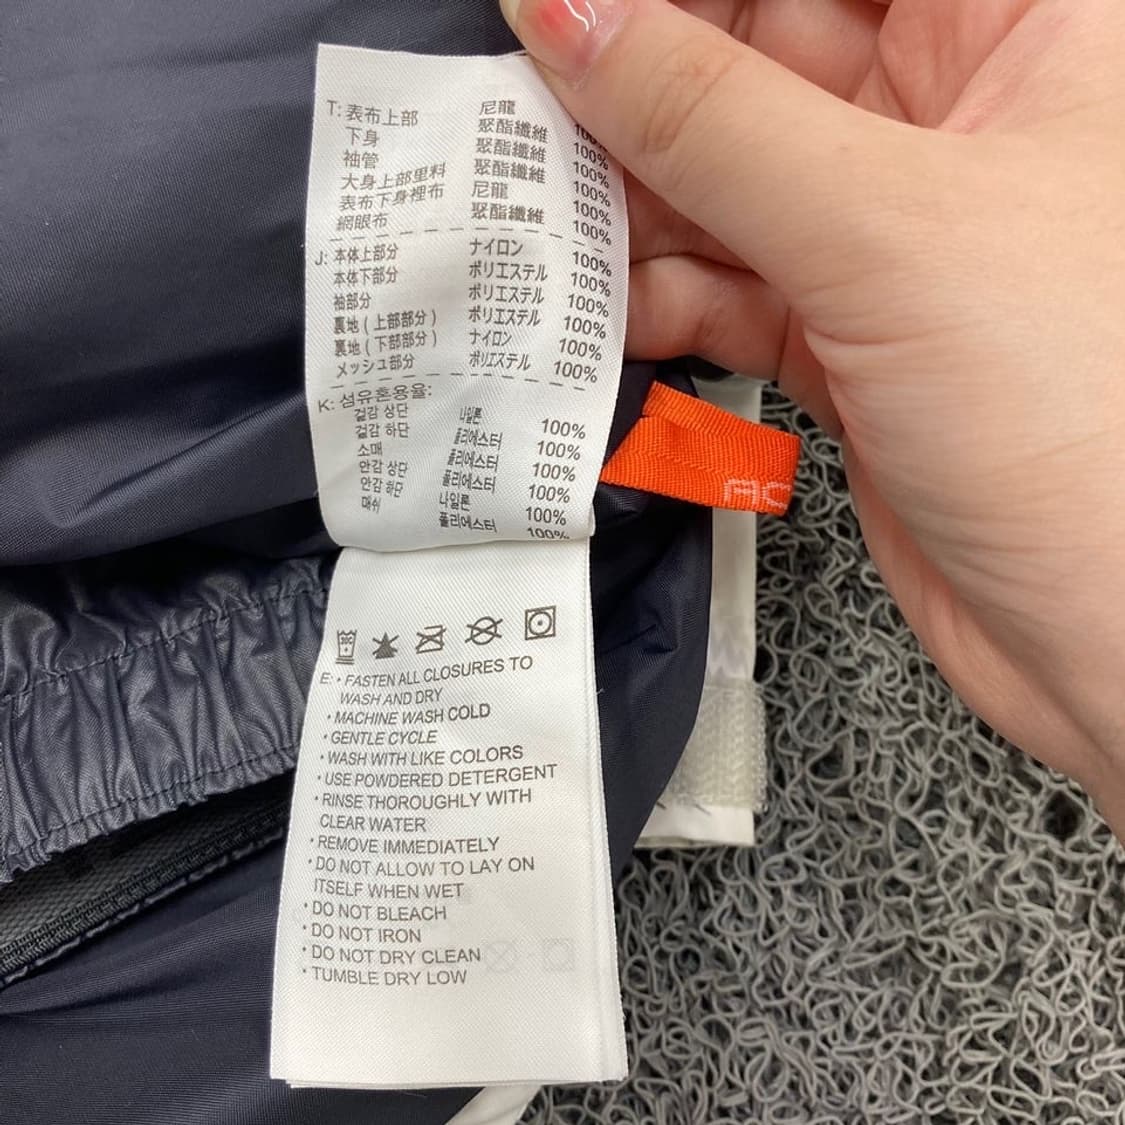 T: 表布上部 尼龍 100%
下身 聚酯纖維 100%
袖管 聚酯纖維 100%
大身上部里料 聚酯纖維 100%
表布下身裡布 尼龍 100%
網眼布 聚酯纖維 100%
J: 本体上部分 ナイロン 100%
本体下部分 ポリエステル 100%
袖部分 ポリエステル 100%
裏地 ( 上部部分 ) ポリエステル 100%
裏地 ( 下部部分 ) ナイロン 100%
メッシュ部分 ポリエステル 100%
K: 섬유혼용율:
겉감 상단 나일론 100%
겉감 하단 폴리에스터 100%
소매 폴리에스터 100%
안감 상단 폴리에스터 100%
안감 하단 나일론 100%
매쉬 폴리에스터 100%
30C
E: • FASTEN ALL CLOSURES TO
WASH AND DRY
• MACHINE WASH COLD
• GENTLE CYCLE
• WASH WITH LIKE COLORS
• USE POWDERED DETERGENT
• RINSE THOROUGHLY WITH
CLEAR WATER
• REMOVE IMMEDIATELY
• DO NOT ALLOW TO LAY ON
ITSELF WHEN WET
• DO NOT BLEACH
• DO NOT IRON
• DO NOT DRY CLEAN
• TUMBLE DRY LOW